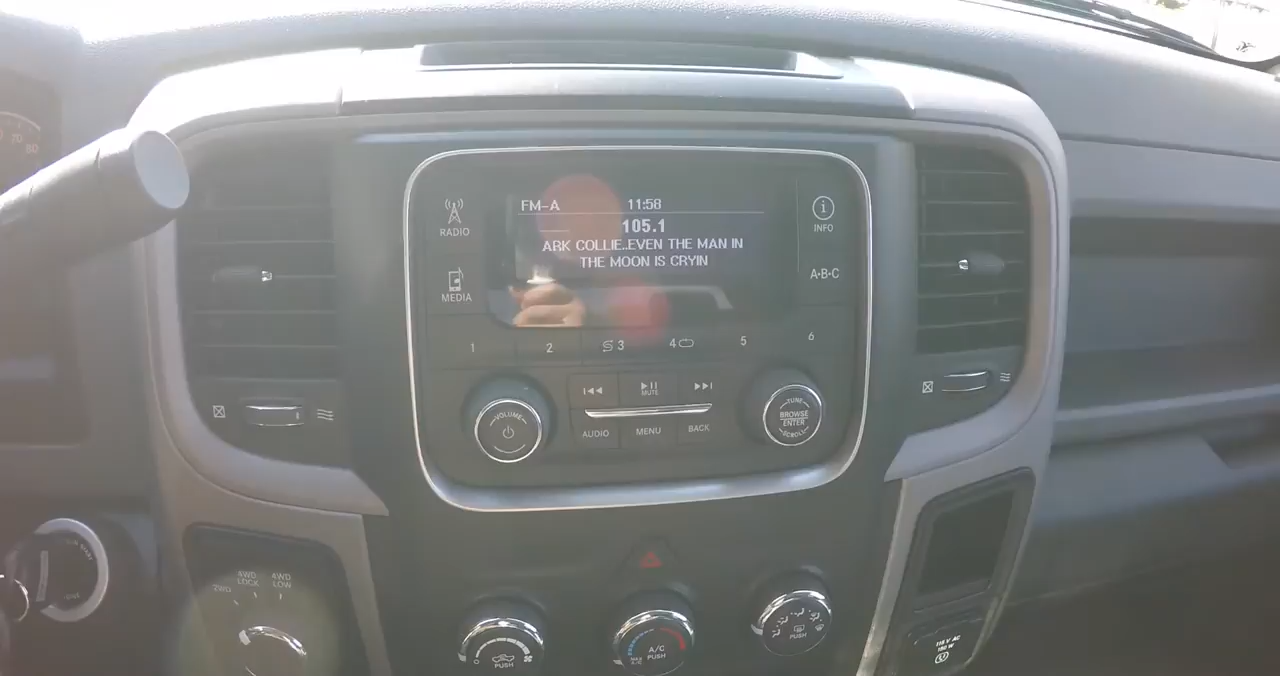 70
80
RADIO
MEDIA
FM-A 11:58
105.1
ARK COLLIE..EVEN THE MAN IN
THE MOON IS CRYIN
INFO
A·B·C
1 2 3 4 5 6
MUTE
VOLUME
AUDIO MENU BACK
TUNE
BROWSE
ENTER
SCROLL
2WD
4WD
LOCK
4WD
LOW
PUSH
A/C
PUSH
MAX
A/C
PUSH
115 V AC
150 W